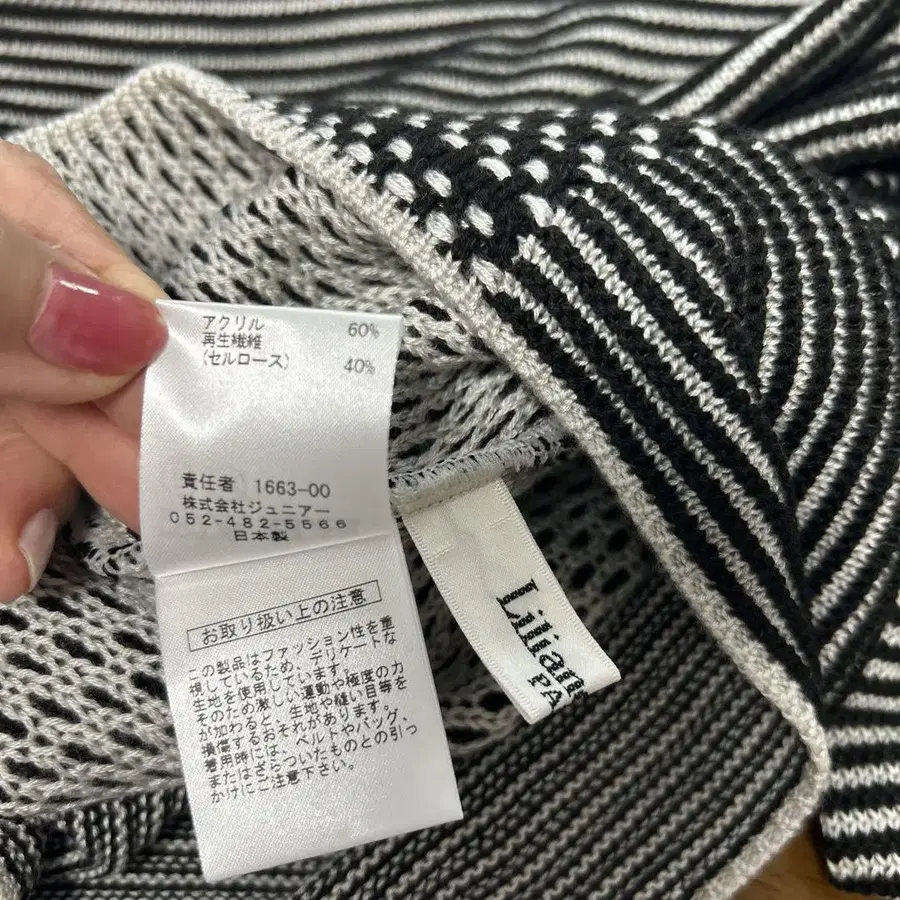 アクリル 60%
再生繊維
(セルロース) 40%
責任者 1663-00
株式会社ジュニアー
052-482-5566
日本製
お取り扱い上の注意
この製品はファッション性を重
視しているため、デリケートな
生地を使用しています。
そのため激しい運動や極度の力
が加わると、生地や縫い目等を
損傷するおそれがあります。
着用時には、ベルトやバッグ、
またはざらついたものとの引っ
かけにご注意下さい。
Lilian
PA